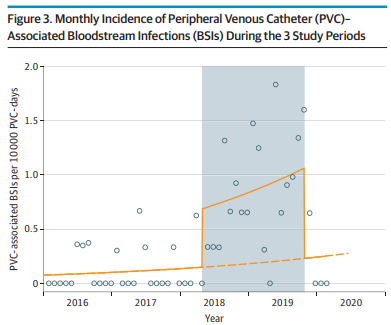 Figure 3. Monthly Incidence of Peripheral Venous Catheter (PVC)-
Associated Bloodstream Infections (BSIs) During the 3 Study Periods
PVC-associated BSIs per 10 000 PVC-days
2.0
1.5
1.0
0.5
0
2016 2017 2018 2019 2020
Year